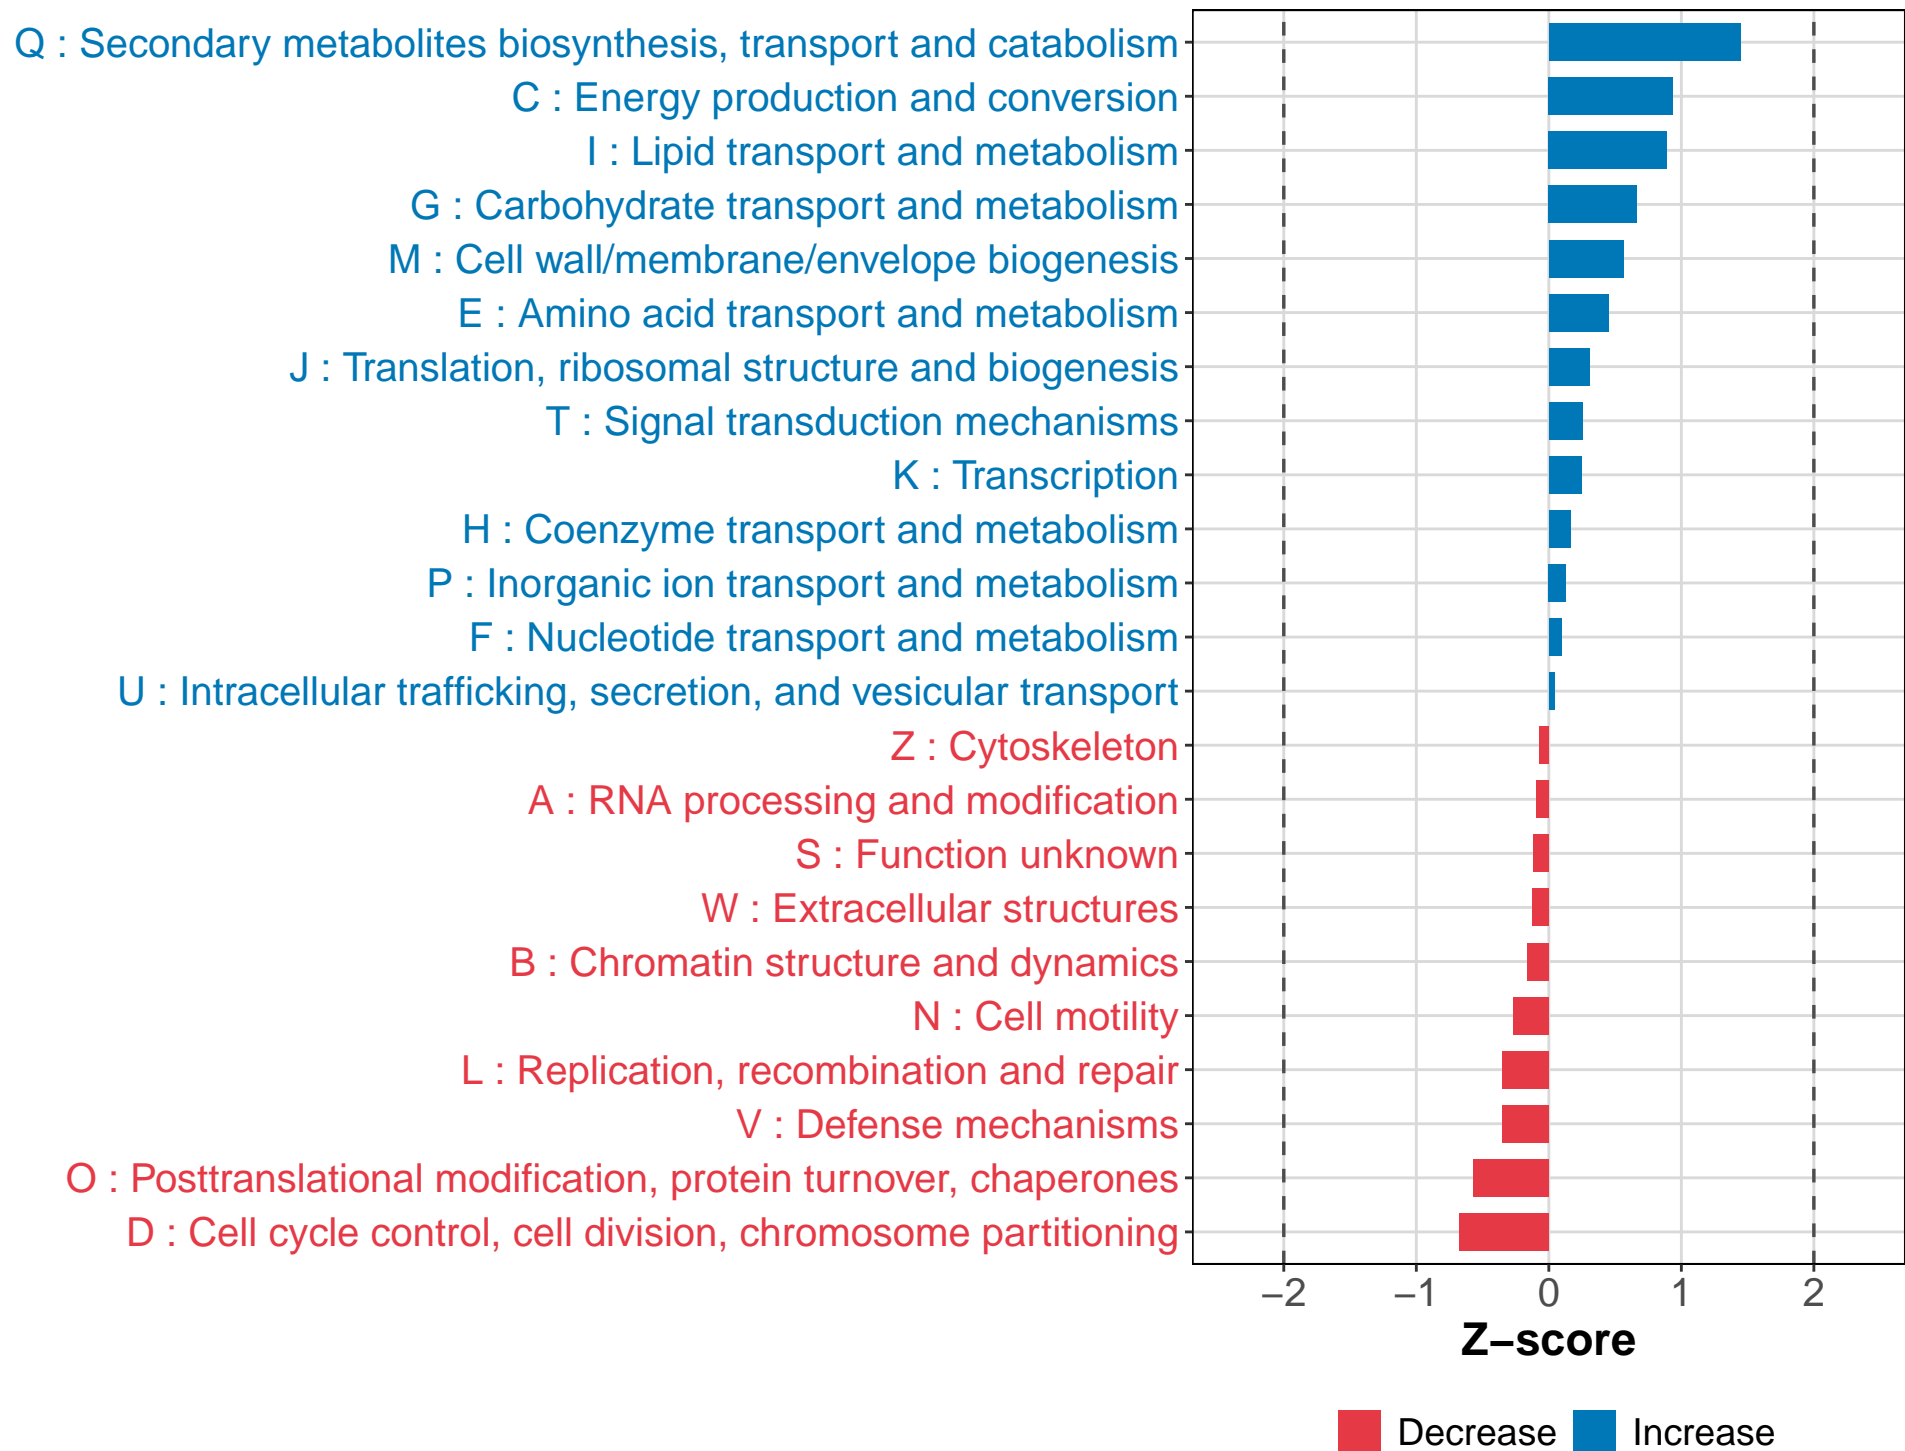 Q : Secondary metabolites biosynthesis, transport and catabolism
C : Energy production and conversion
I : Lipid transport and metabolism
G : Carbohydrate transport and metabolism
M : Cell wall/membrane/envelope biogenesis
E : Amino acid transport and metabolism
J : Translation, ribosomal structure and biogenesis
T : Signal transduction mechanisms
K : Transcription
H : Coenzyme transport and metabolism
P : Inorganic ion transport and metabolism
F : Nucleotide transport and metabolism
U : Intracellular trafficking, secretion, and vesicular transport
Z : Cytoskeleton
A : RNA processing and modification
S : Function unknown
W : Extracellular structures
B : Chromatin structure and dynamics
N : Cell motility
L : Replication, recombination and repair
V : Defense mechanisms
O : Posttranslational modification, protein turnover, chaperones
D : Cell cycle control, cell division, chromosome partitioning
−2 −1 0 1 2
Z−score
Decrease Increase